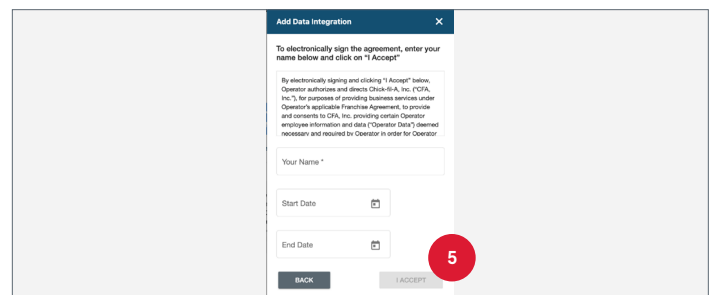 Add Data Integration
To electronically sign the agreement, enter your
name below and click on “I Accept”
By electronically signing and clicking “I Accept” below,
Operator authorizes and directs Chick-fil-A, Inc. (“CFA,
Inc.”), for purposes of providing business services under
Operator’s applicable Franchise Agreement, to provide
and consents to CFA, Inc. providing certain Operator
employee information and data (“Operator Data”) deemed
necessary and required by Operator in order for Operator
Your Name *
Start Date
End Date
5
BACK
I ACCEPT